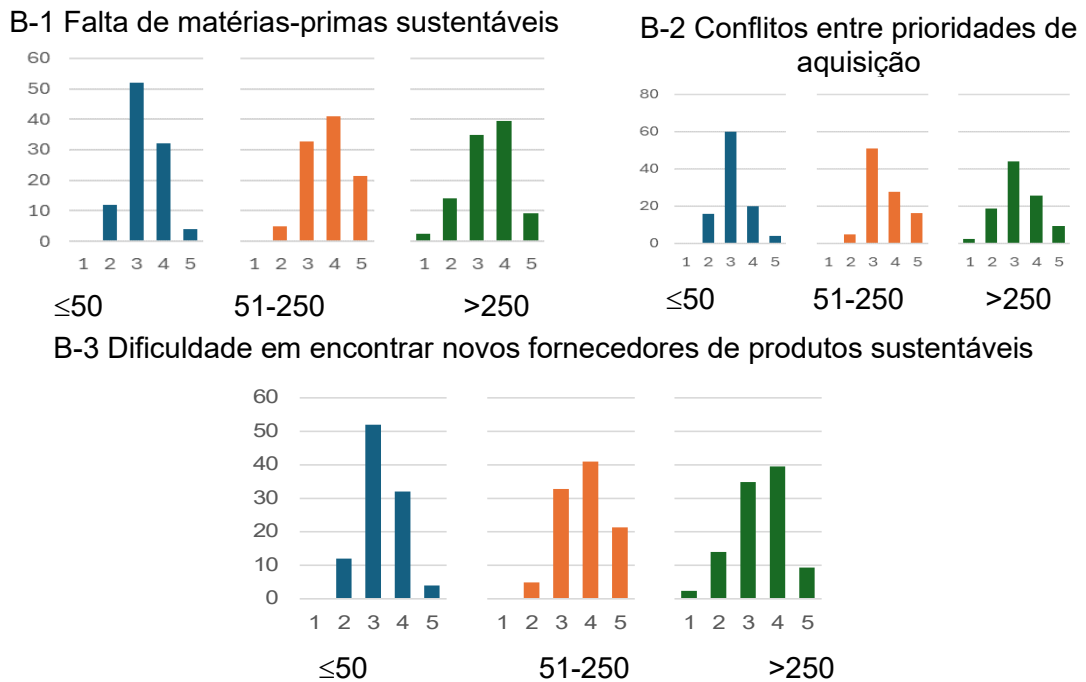 B-1 Falta de matérias-primas sustentáveis
60
50
40
30
20
10
0
1 2 3 4 5
1 2 3 4 5
1 2 3 4 5
≤50
51-250
>250
B-2 Conflitos entre prioridades de
aquisição
80
60
40
20
0
1 2 3 4 5
1 2 3 4 5
1 2 3 4 5
≤50
51-250
>250
B-3 Dificuldade em encontrar novos fornecedores de produtos sustentáveis
60
50
40
30
20
10
0
1 2 3 4 5
1 2 3 4 5
1 2 3 4 5
≤50
51-250
>250